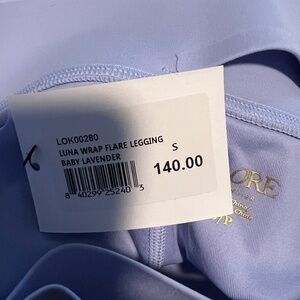 LOK00280
LUNA WRAP FLARE LEGGING
BABY LAVENDER
S
140.00
8 40299 25240 3
ORE
/P